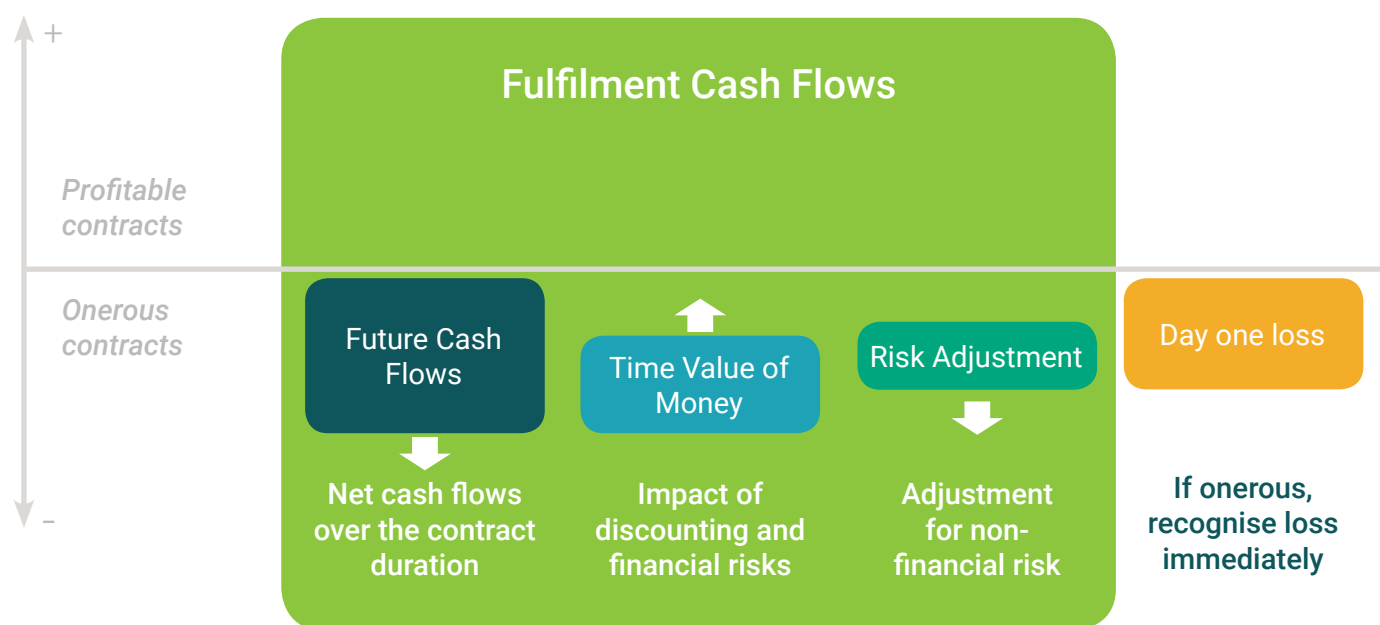 +
Fulfilment Cash Flows
Profitable
contracts
Onerous
contracts
Future Cash
Flows
Time Value of
Money
Risk Adjustment
Day one loss
Net cash flows
over the contract
duration
Impact of
discounting and
financial risks
Adjustment
for non-
financial risk
If onerous,
recognise loss
immediately
-